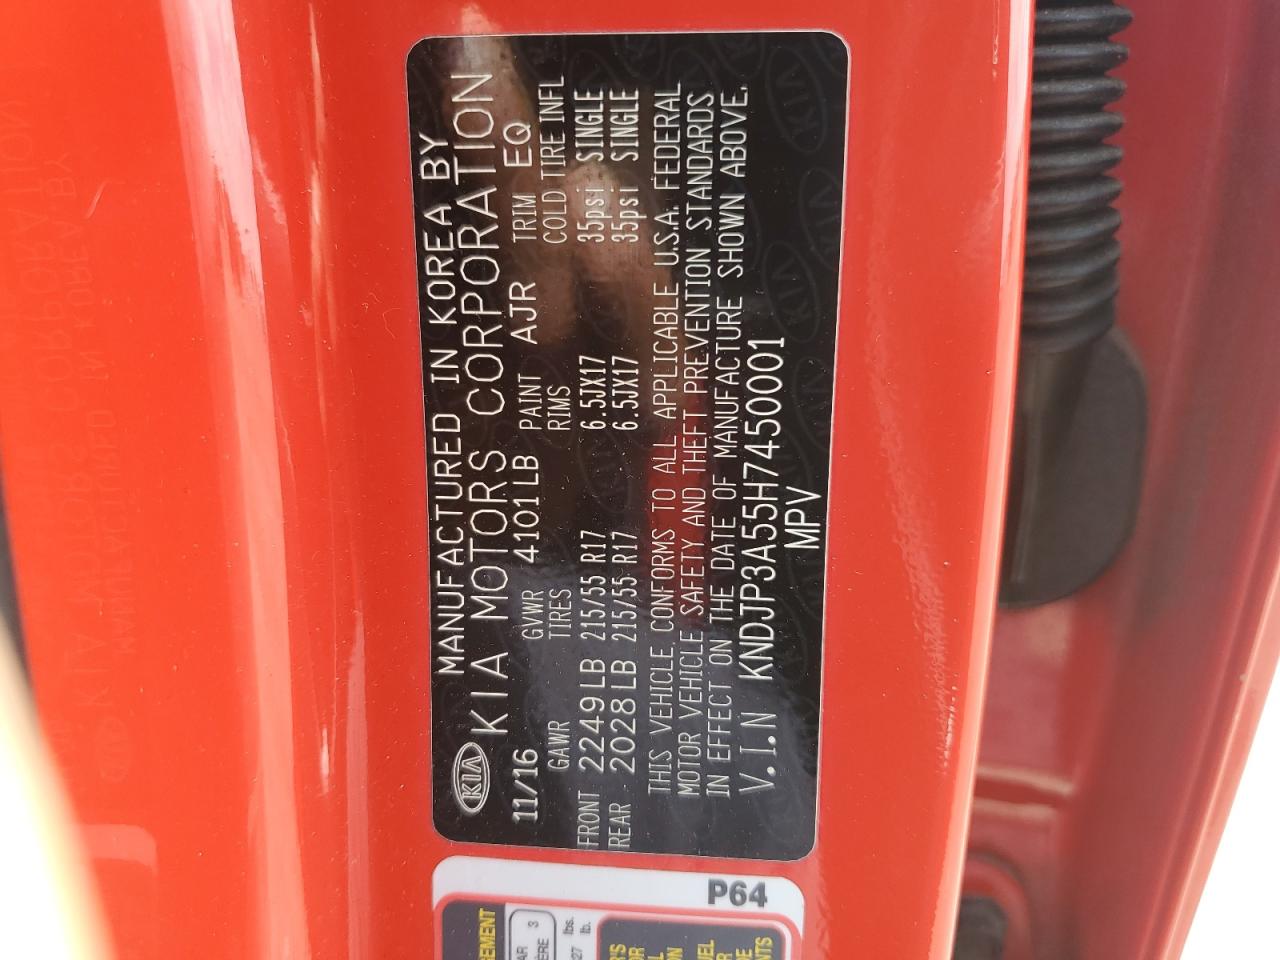 MANUFACTURED IN KOREA BY
KIA KIA MOTORS CORPORATION
11/16 GVWR 4101LB PAINT AJR TRIM EQ
GAWR TIRES RIMS COLD TIRE INFL
FRONT 2249LB 215/55 R17 6.5JX17 35psi SINGLE
REAR 2028LB 215/55 R17 6.5JX17 35psi SINGLE
THIS VEHICLE CONFORMS TO ALL APPLICABLE U.S.A. FEDERAL
MOTOR VEHICLE SAFETY AND THEFT PREVENTION STANDARDS
IN EFFECT ON THE DATE OF MANUFACTURE SHOWN ABOVE.
V.I.N KNDJP3A55H7450001
MPV
P64